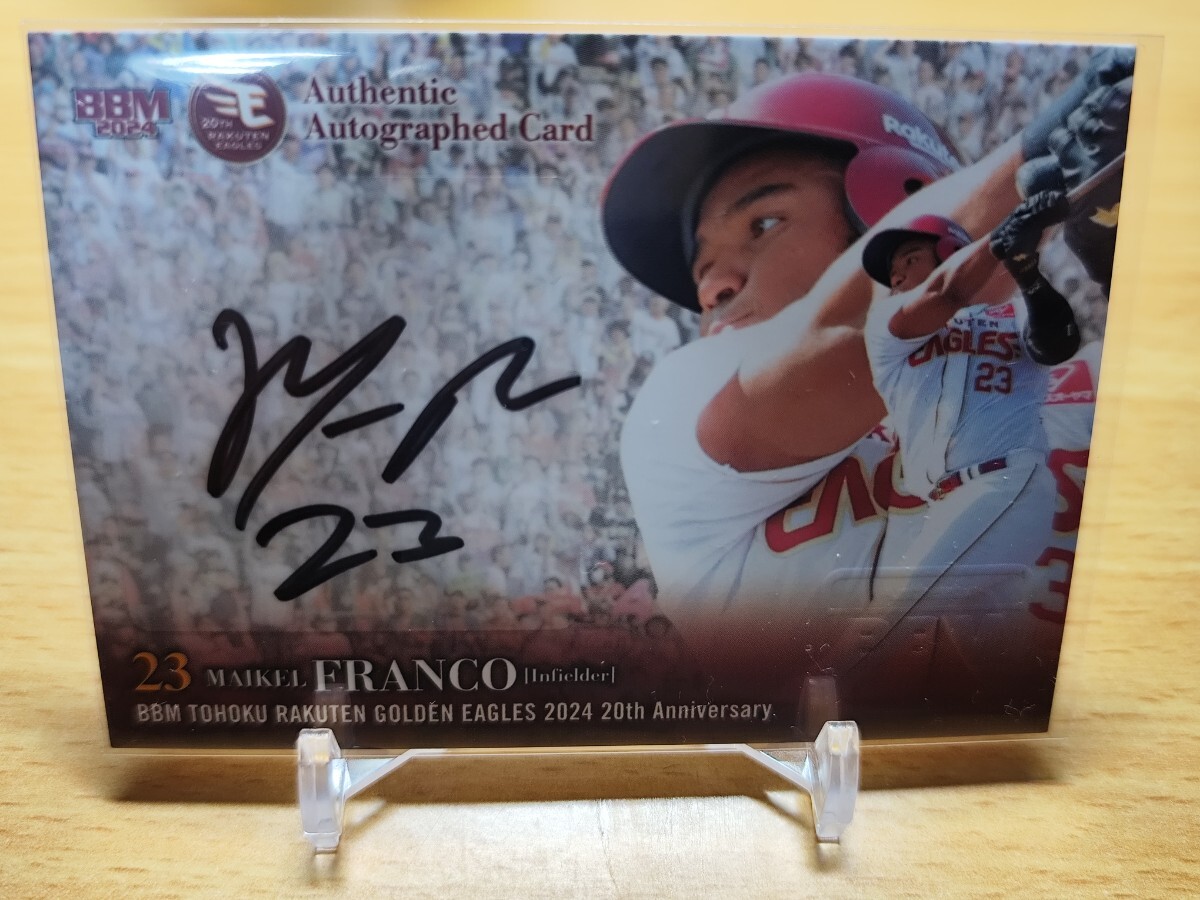 BBM
2024
20TH
RAKUTEN
EAGLES
Authentic
Autographed Card
EAGLES
23
23
23 MAIKEL FRANCO [Infielder]
BBM TOHOKU RAKUTEN GOLDEN EAGLES 2024 20th Anniversary